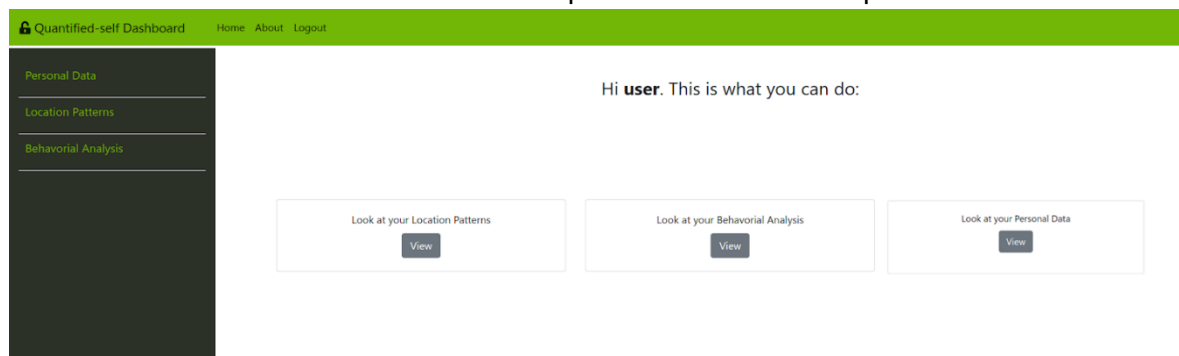 Quantified-self Dashboard Home About Logout
Personal Data
Location Patterns
Behavorial Analysis
Hi user. This is what you can do:
Look at your Location Patterns
View
Look at your Behavorial Analysis
View
Look at your Personal Data
View